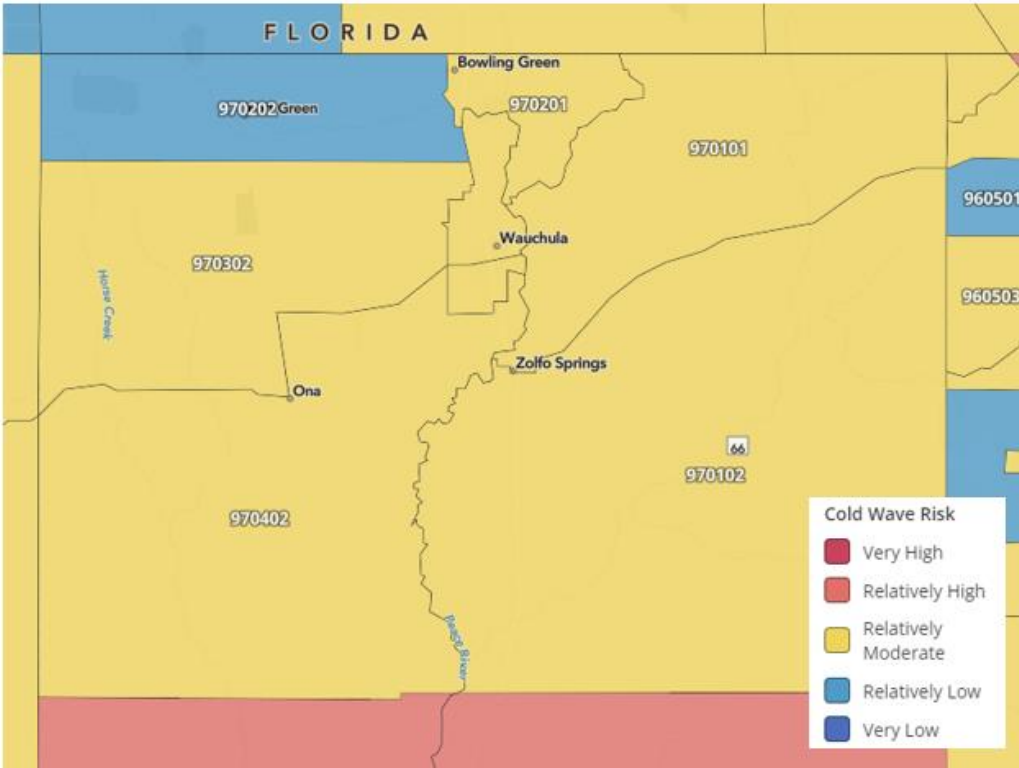 FLORIDA
Bowling Green
970202
Green
970201
970101
960501
Wauchula
970302
Horse Creek
960503
Zolfo Springs
Ona
66
970102
970402
Peace River
Cold Wave Risk
Very High
Relatively High
Relatively
Moderate
Relatively Low
Very Low